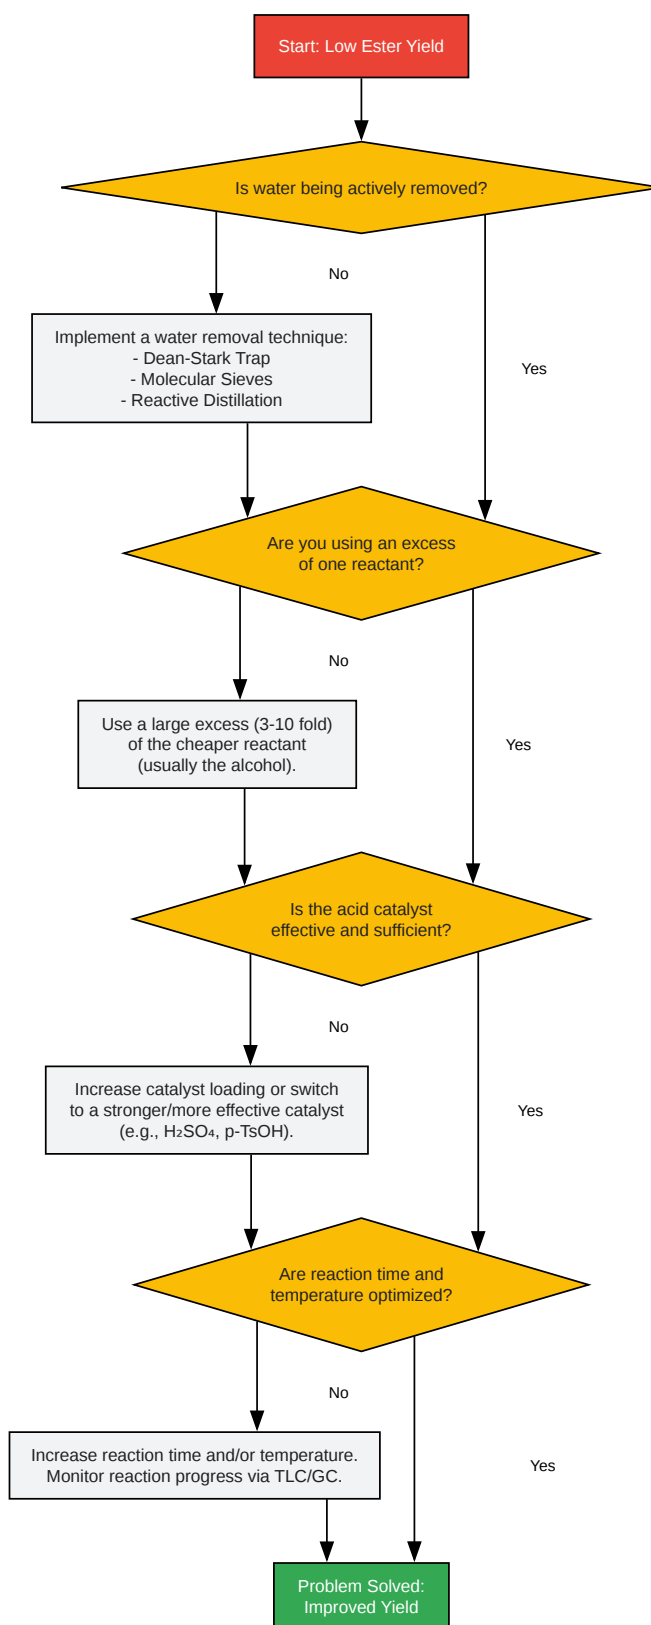 Start: Low Ester Yield
Is water being actively removed?
No
Implement a water removal technique:
- Dean-Stark Trap
- Molecular Sieves
- Reactive Distillation
Yes
Are you using an excess
of one reactant?
No
Use a large excess (3-10 fold)
of the cheaper reactant
(usually the alcohol).
Yes
Is the acid catalyst
effective and sufficient?
No
Increase catalyst loading or switch
to a stronger/more effective catalyst
(e.g., H₂SO₄, p-TsOH).
Yes
Are reaction time and
temperature optimized?
No
Increase reaction time and/or temperature.
Monitor reaction progress via TLC/GC.
Yes
Problem Solved:
Improved Yield